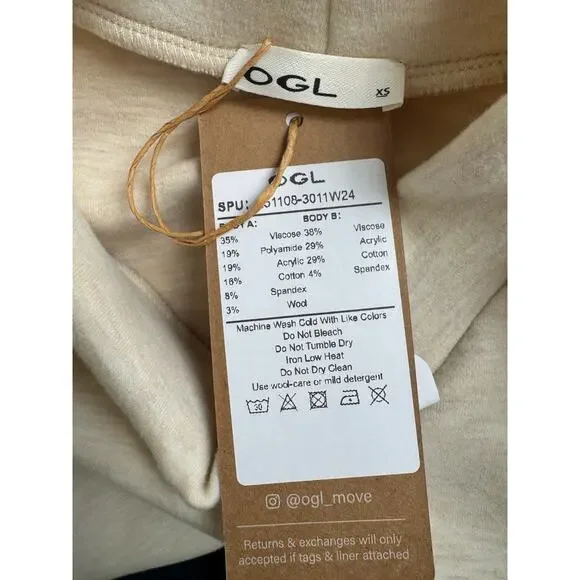 OGL
XS
OGL
SPU: 51108-3011W24
BODY A: BODY B:
35% Viscose 38% Viscose
19% Polyamide 29% Acrylic
19% Acrylic 29% Cotton
16% Cotton 4% Spandex
8% Spandex
3% Wool
Machine Wash Cold With Like Colors
Do Not Bleach
Do Not Tumble Dry
Iron Low Heat
Do Not Dry Clean
Use wool-care or mild detergent
30
@ogl_move
Returns & exchanges will only
accepted if tags & liner attached